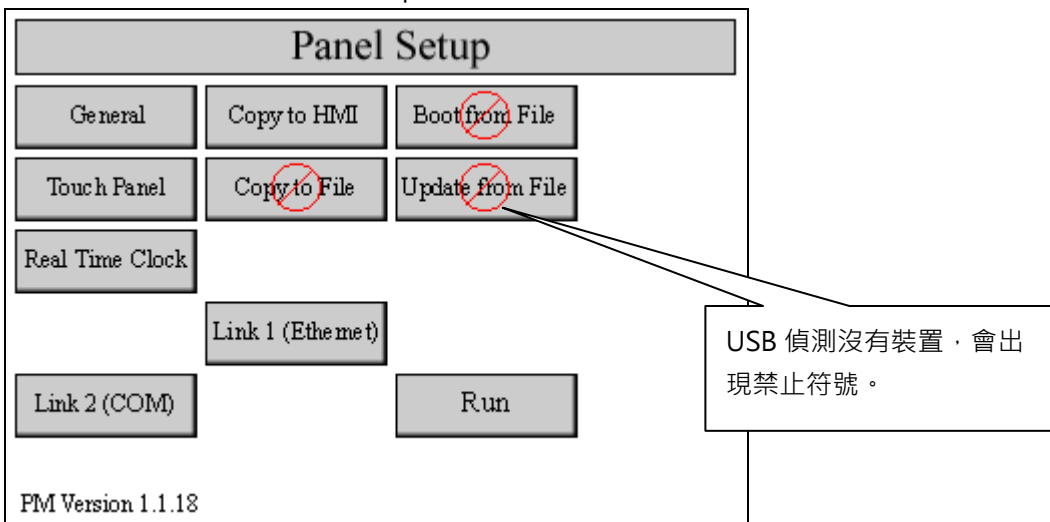 Panel Setup
General
Copy to HMI
Boot from File
Touch Panel
Copy to File
Update from File
Real Time Clock
Link 1 (Ethernet)
USB 偵測沒有裝置，會出
現禁止符號。
Link 2 (COM)
Run
PM Version 1.1.18